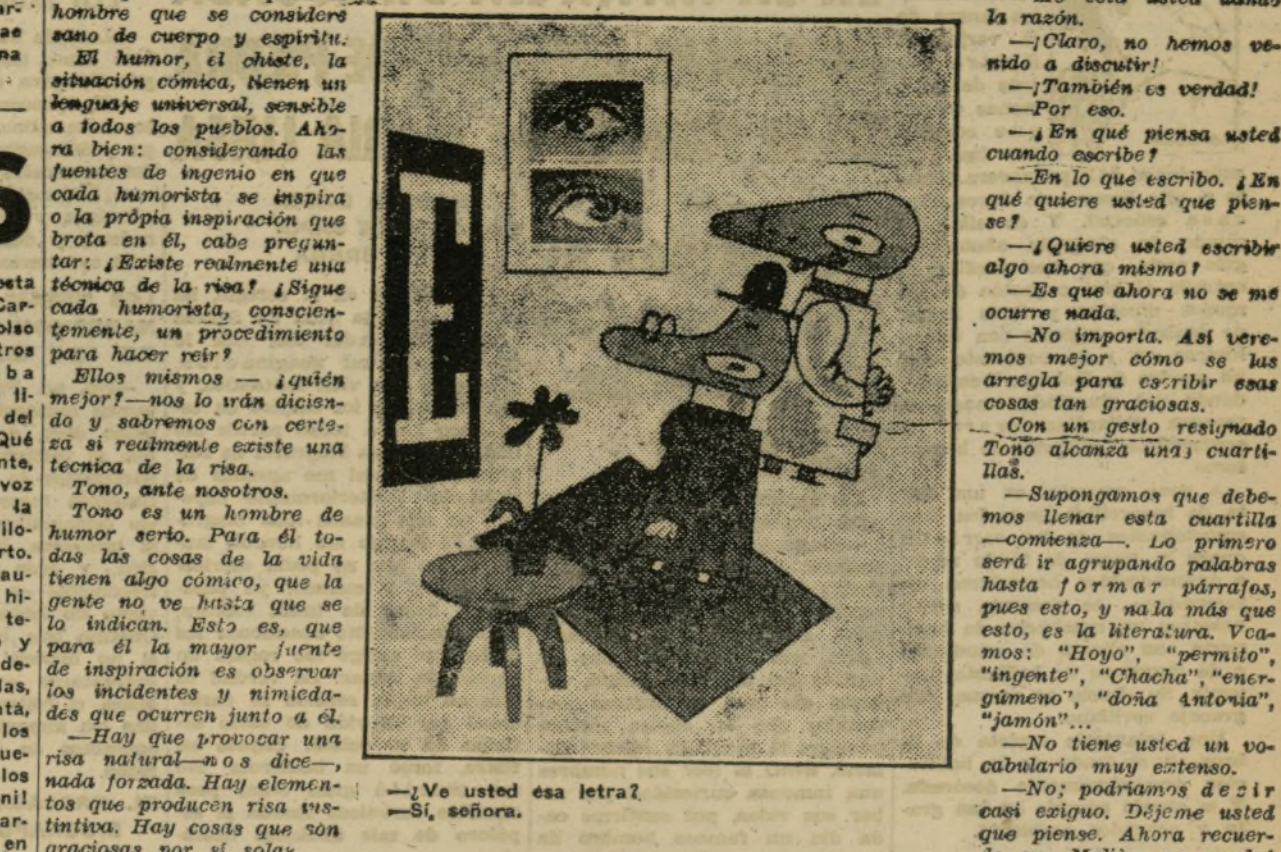 hombre que se considere
sano de cuerpo y espíritu.
El humor, el chiste, la
situación cómica, tienen un
lenguaje universal, sensible
a todos los pueblos. Aho-
ra bien: considerando las
fuentes de ingenio en que
cada humorista se inspira
o la própia inspiración que
brota en él, cabe pregun-
tar: ¿Existe realmente una
técnica de la risa? ¿Sigue
cada humorista, conscien-
temente, un procedimiento
para hacer reír?
Ellos mismos — ¿quién
mejor?—nos lo irán dicien-
do y sabremos con certe-
za si realmente existe una
tecnica de la risa.
Tono, ante nosotros.
Tono es un hombre de
humor serio. Para él to-
das las cosas de la vida
tienen algo cómico, que la
gente no ve hasta que se
lo indican. Esto es, que
para él la mayor fuente
de inspiración es observar
los incidentes y nimieda-
des que ocurren junto a él.
—Hay que provocar una
risa natural—nos dice—,
nada forzada. Hay elemen-
tos que producen risa ins-
tintiva. Hay cosas que són
graciosas por sí solas
E
—¿Ve usted esa letra?
—Sí, señora.
la razón.
—¡Claro, no hemos ve-
nido a discutir!
—¡También es verdad!
—Por eso.
—¿En qué piensa usted
cuando escribe?
—En lo que escribo. ¿En
qué quiere usted que pien-
se?
—¿Quiere usted escribir
algo ahora mismo?
—Es que ahora no se me
ocurre nada.
—No importa. Así vere-
mos mejor cómo se las
arregla para escribir esas
cosas tan graciosas.
Con un gesto resignado
Tono alcanza unas cuarti-
llas.
—Supongamos que debe-
mos llenar esta cuartilla
—comienza—. Lo primero
será ir agrupando palabras
hasta formar párrafos,
pues esto, y nada más que
esto, es la literatura. Vea-
mos: "Hoyo", "permito",
"ingente", "Chacha", "ener-
gúmeno", "doña Antonia",
"jamón"...
—No tiene usted un vo-
cabulario muy extenso.
—No; podríamos decir
casi exiguo. Déjeme usted
que piense. Ahora recuer-